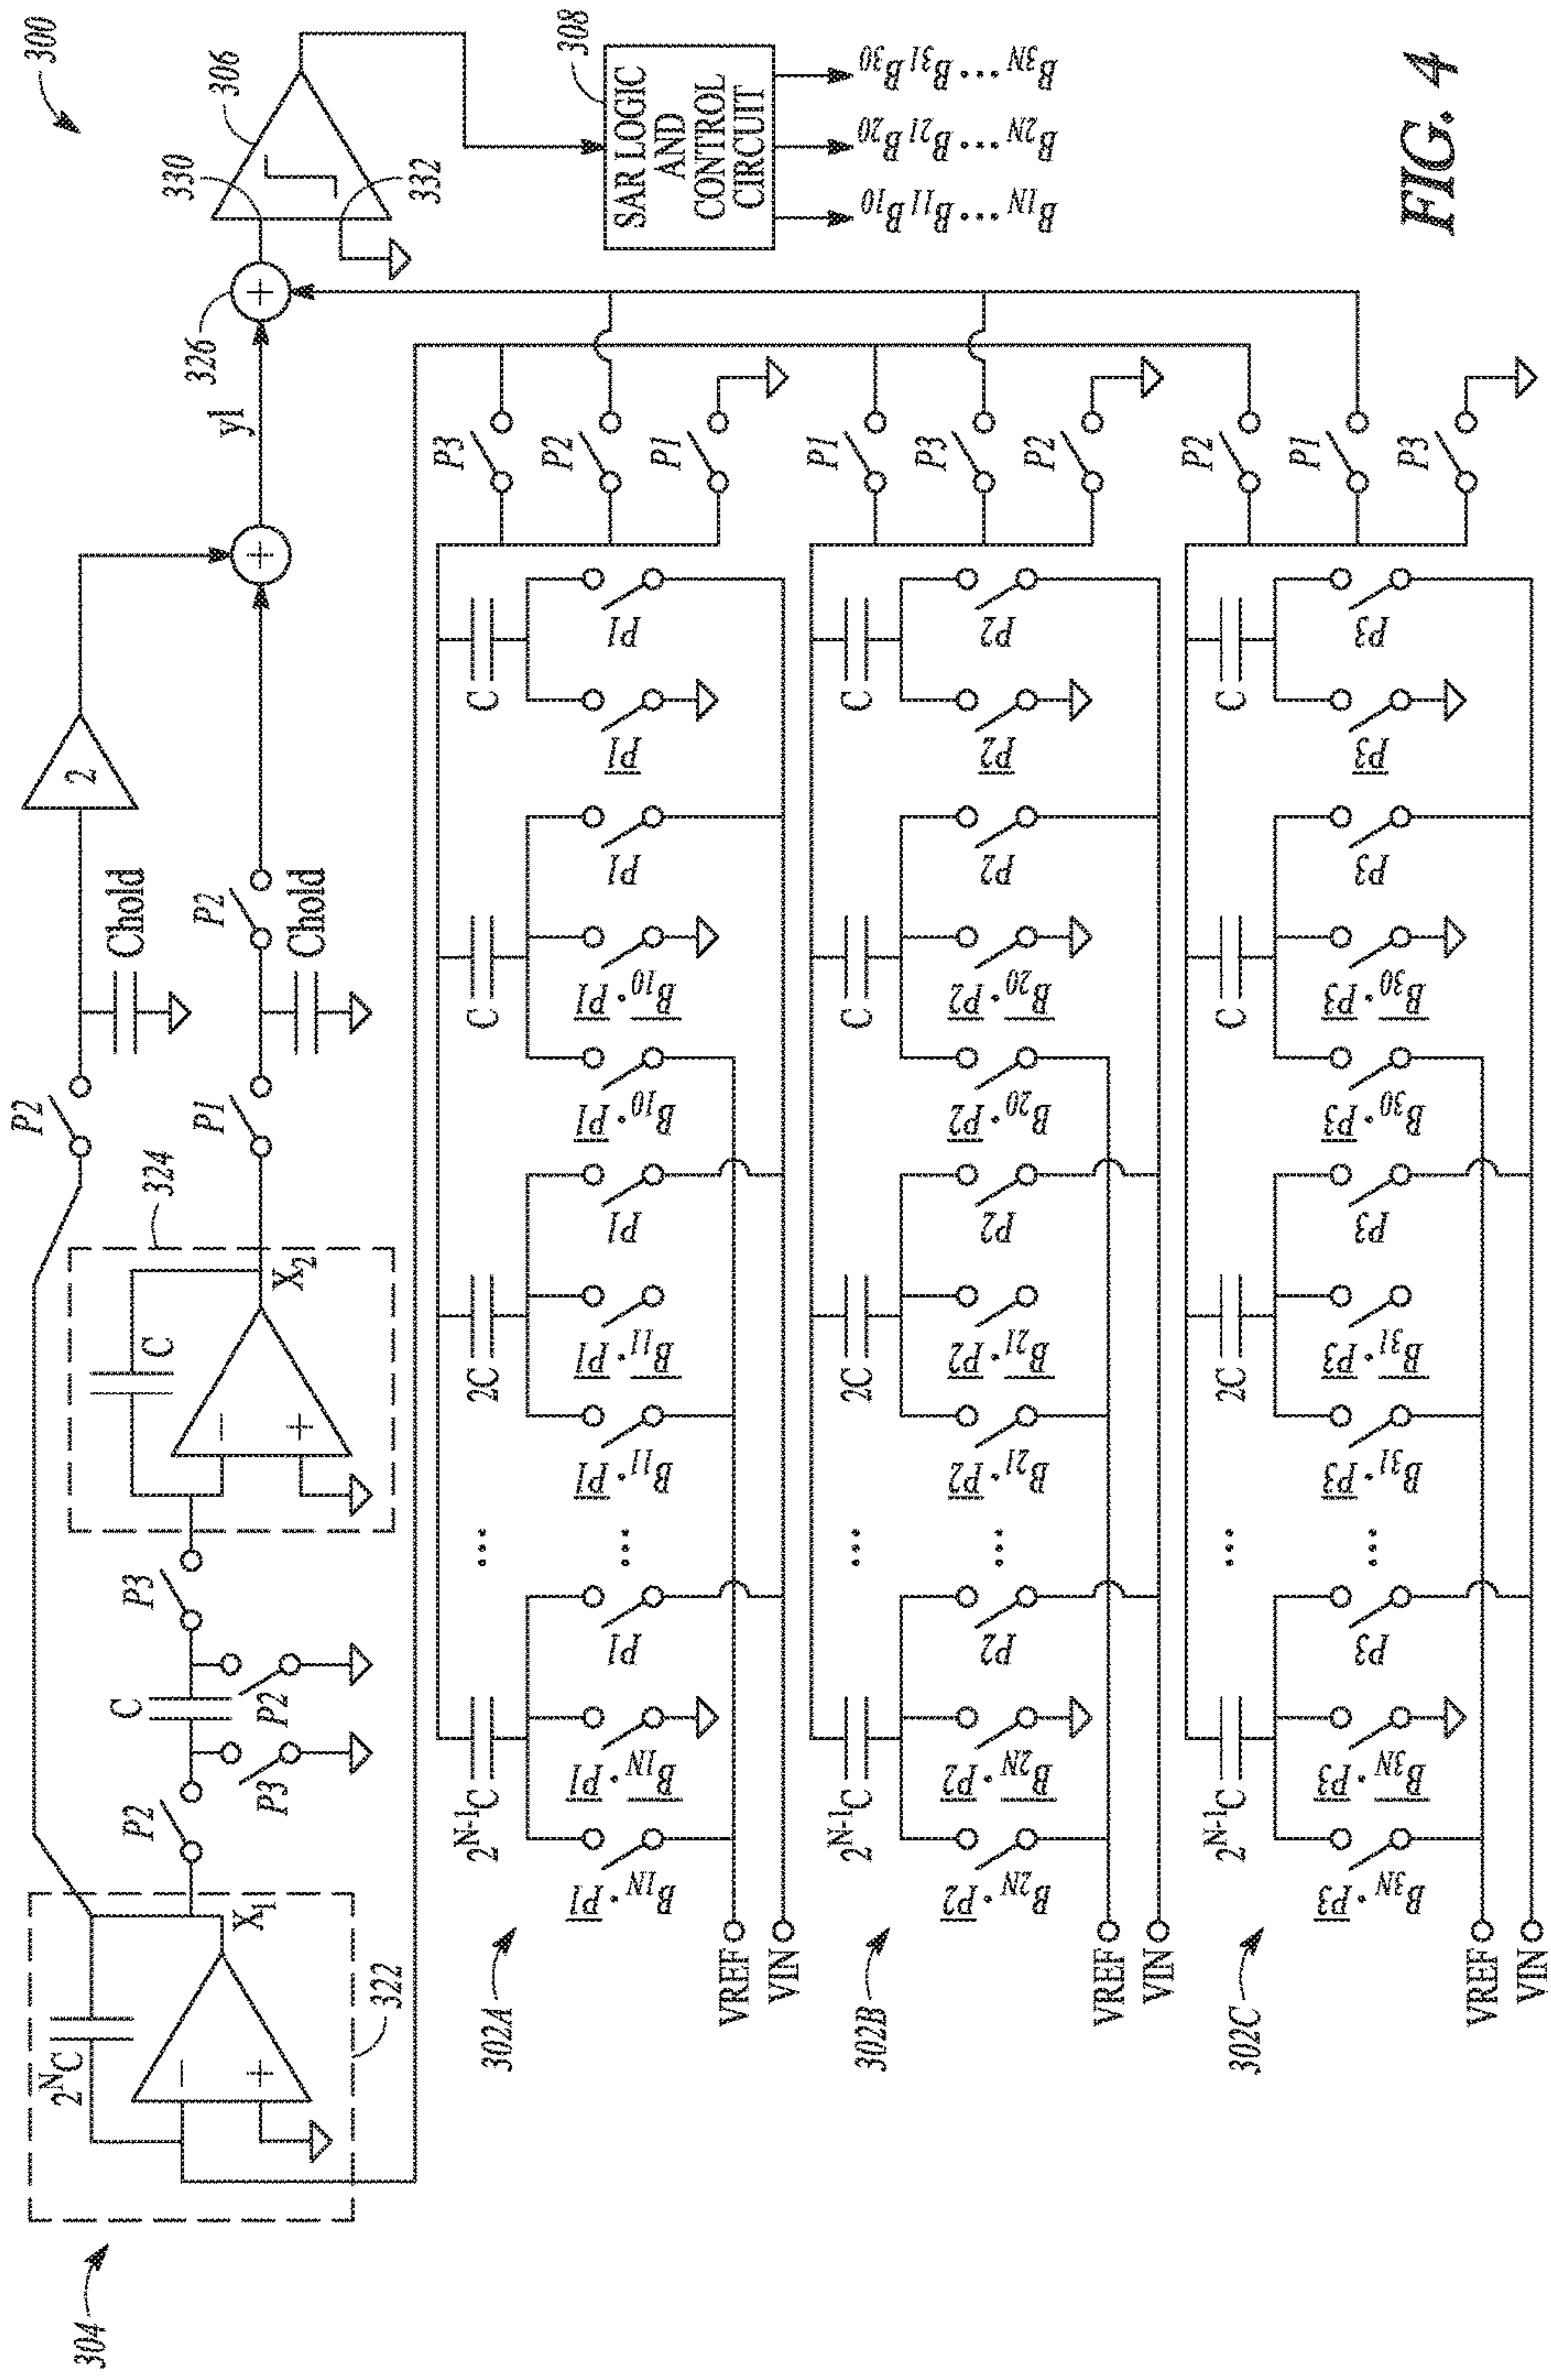 300
304
322
2ᴺC
X₁
P2
P3
C
P2
P3
324
C
X₂
P2
Chold
2
P1
Chold
P2
y1
326
330
306
332
308
SAR LOGIC
AND
CONTROL
CIRCUIT
B1N ... B11 B10
B2N ... B21 B20
B3N ... B31 B30
302A
2ᴺ⁻¹C
...
2C
C
C
B1N·P1
B1N·P1
P1
...
B11·P1
B11·P1
P1
B10·P1
B10·P1
P1
P1
P1
P3
P2
P1
VREF
VIN
302B
2ᴺ⁻¹C
...
2C
C
C
B2N·P2
B2N·P2
P2
...
B21·P2
B21·P2
P2
B20·P2
B20·P2
P2
P2
P2
P1
P3
P2
VREF
VIN
302C
2ᴺ⁻¹C
...
2C
C
C
B3N·P3
B3N·P3
P3
...
B31·P3
B31·P3
P3
B30·P3
B30·P3
P3
P3
P3
P2
P1
P3
VREF
VIN
FIG. 4